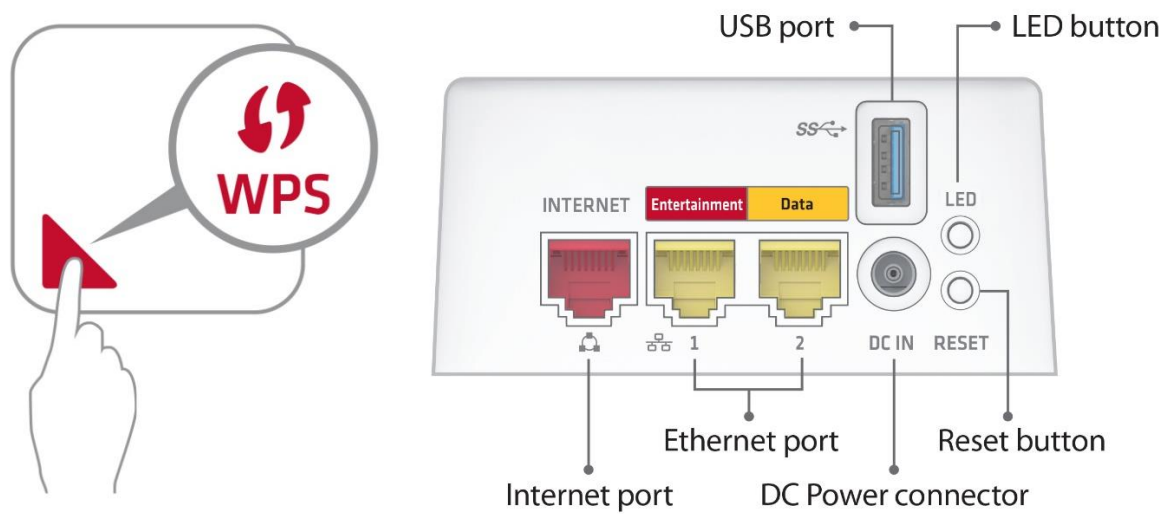 WPS
USB port
LED button
SS
INTERNET
Entertainment
Data
LED
1
2
DC IN
RESET
Ethernet port
Reset button
Internet port
DC Power connector